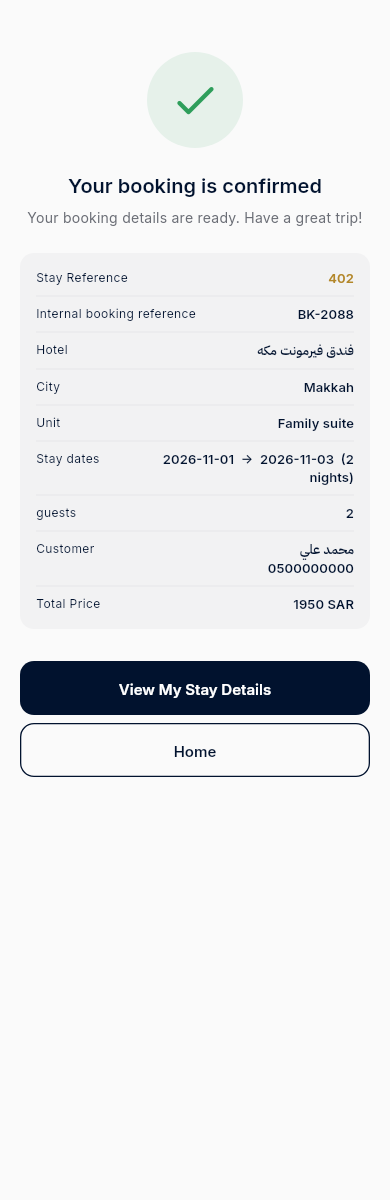 Your booking is confirmed
Your booking details are ready. Have a great trip!
Stay Reference 402
Internal booking reference BK-2088
Hotel فندق فيرمونت مكه
City Makkah
Unit Family suite
Stay dates 2026-11-01 → 2026-11-03 (2
nights)
guests 2
Customer محمد علي
0500000000
Total Price 1950 SAR
View My Stay Details
Home